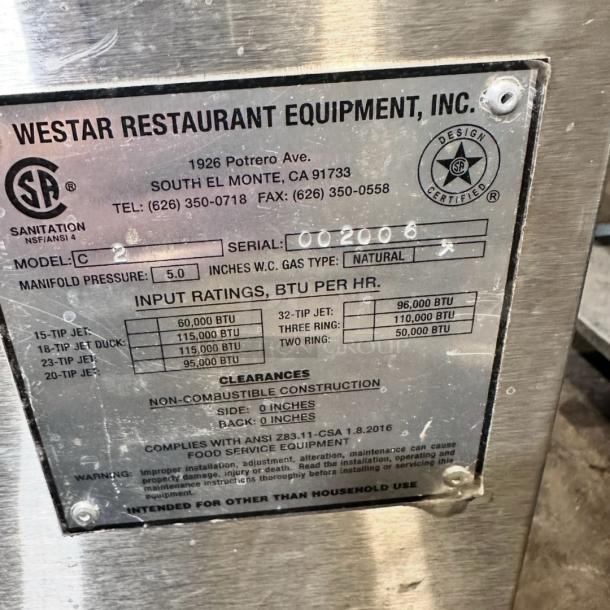 WESTAR RESTAURANT EQUIPMENT, INC.
1926 Potrero Ave.
SOUTH EL MONTE, CA 91733
TEL: (626) 350-0718 FAX: (626) 350-0558
SA ®
SANITATION
NSF/ANSI 4
DESIGN
SA
CERTIFIED ®
MODEL: C 2 SERIAL: 002006
MANIFOLD PRESSURE: 5.0 INCHES W.C. GAS TYPE: NATURAL
INPUT RATINGS, BTU PER HR.
15-TIP JET: 60,000 BTU 32-TIP JET: 96,000 BTU
18-TIP JET DUCK: 115,000 BTU THREE RING: 110,000 BTU
23-TIP JET: 115,000 BTU TWO RING: 50,000 BTU
20-TIP JET: 95,000 BTU
CLEARANCES
NON-COMBUSTIBLE CONSTRUCTION
SIDE: 0 INCHES
BACK: 0 INCHES
COMPLIES WITH ANSI Z83.11-CSA 1.8.2016
FOOD SERVICE EQUIPMENT
WARNING: Improper installation, adjustment, alteration, maintenance can cause
property damage, injury or death. Read the installation, operating and
maintenance instructions thoroughly before installing or servicing this
equipment.
INTENDED FOR OTHER THAN HOUSEHOLD USE